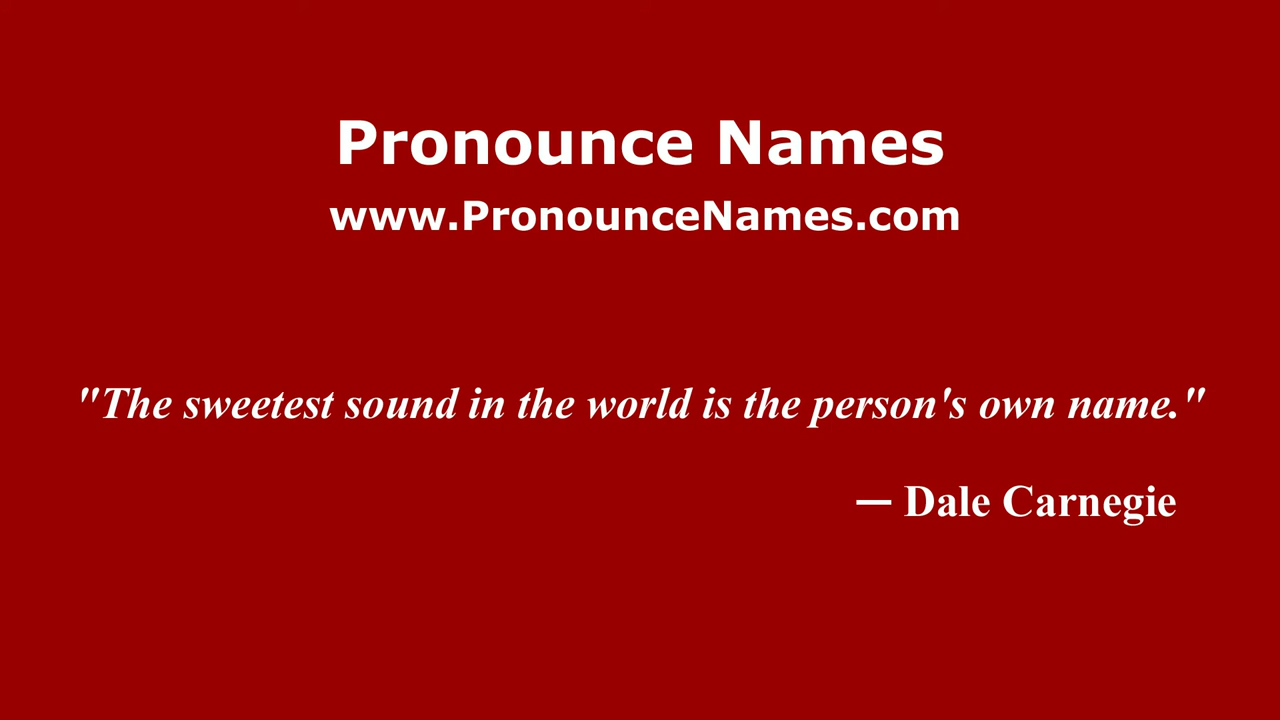 Pronounce Names
www.PronounceNames.com
"The sweetest sound in the world is the person's own name."
— Dale Carnegie